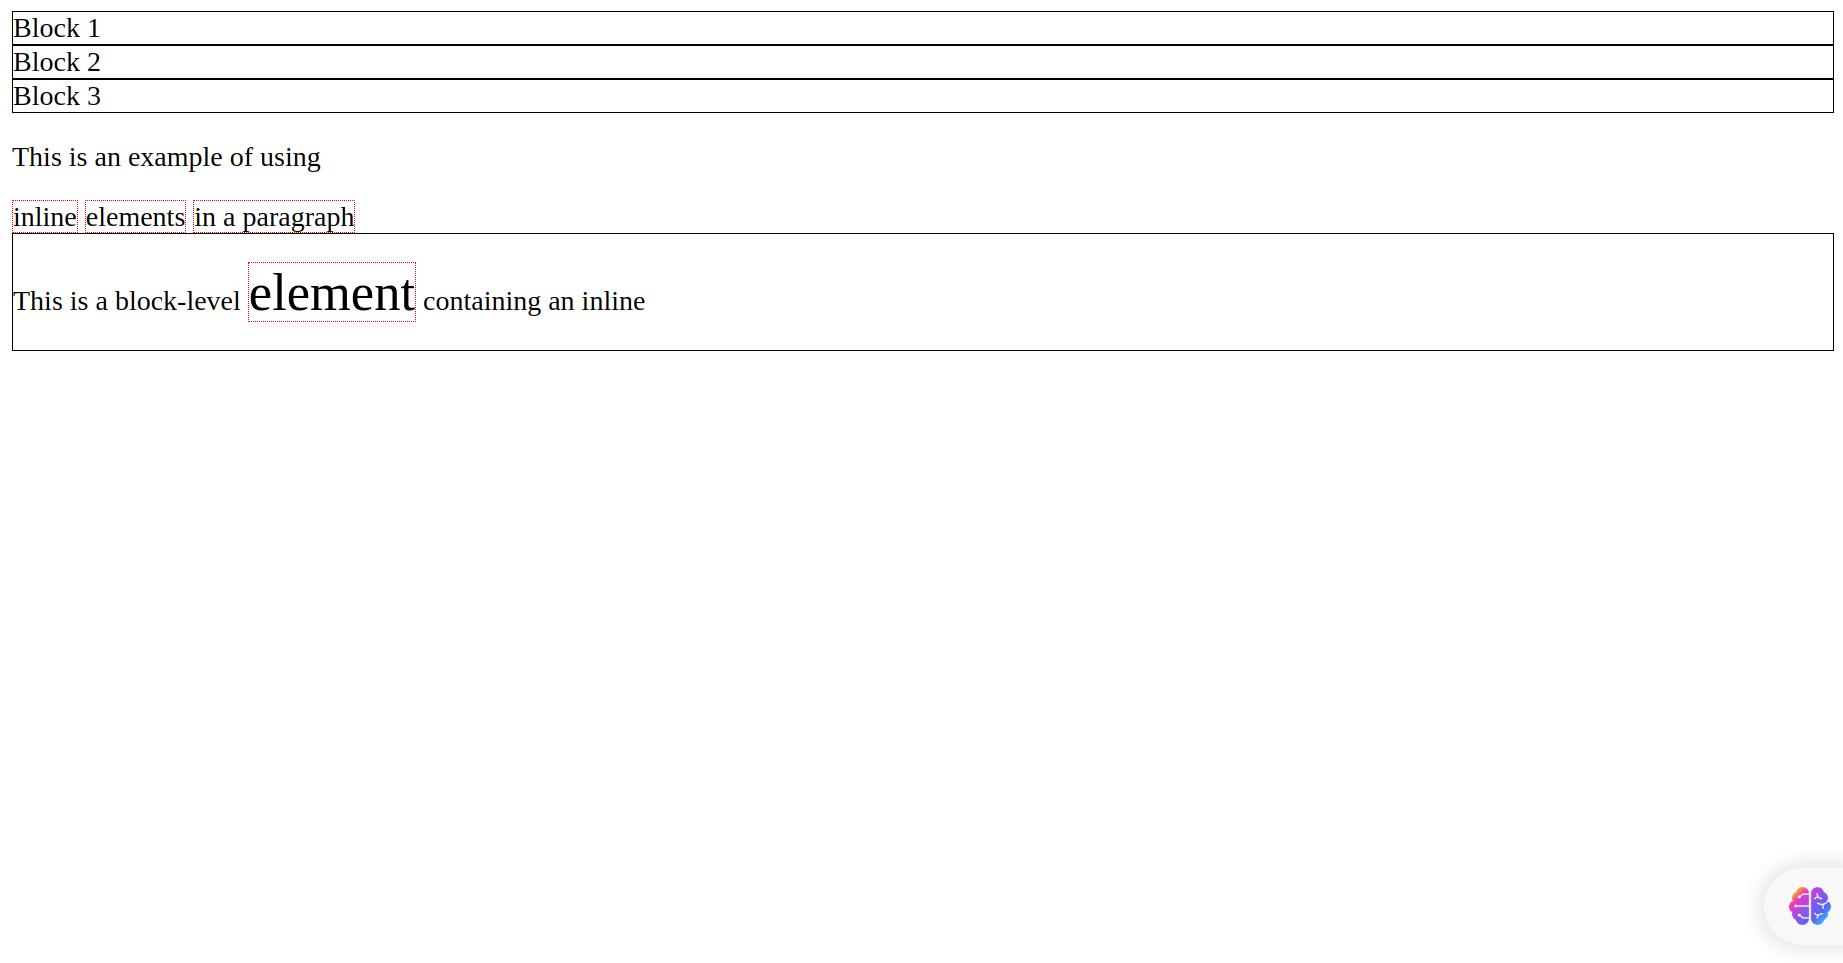 Block 1
Block 2
Block 3
This is an example of using
inline elements in a paragraph
This is a block-level element containing an inline